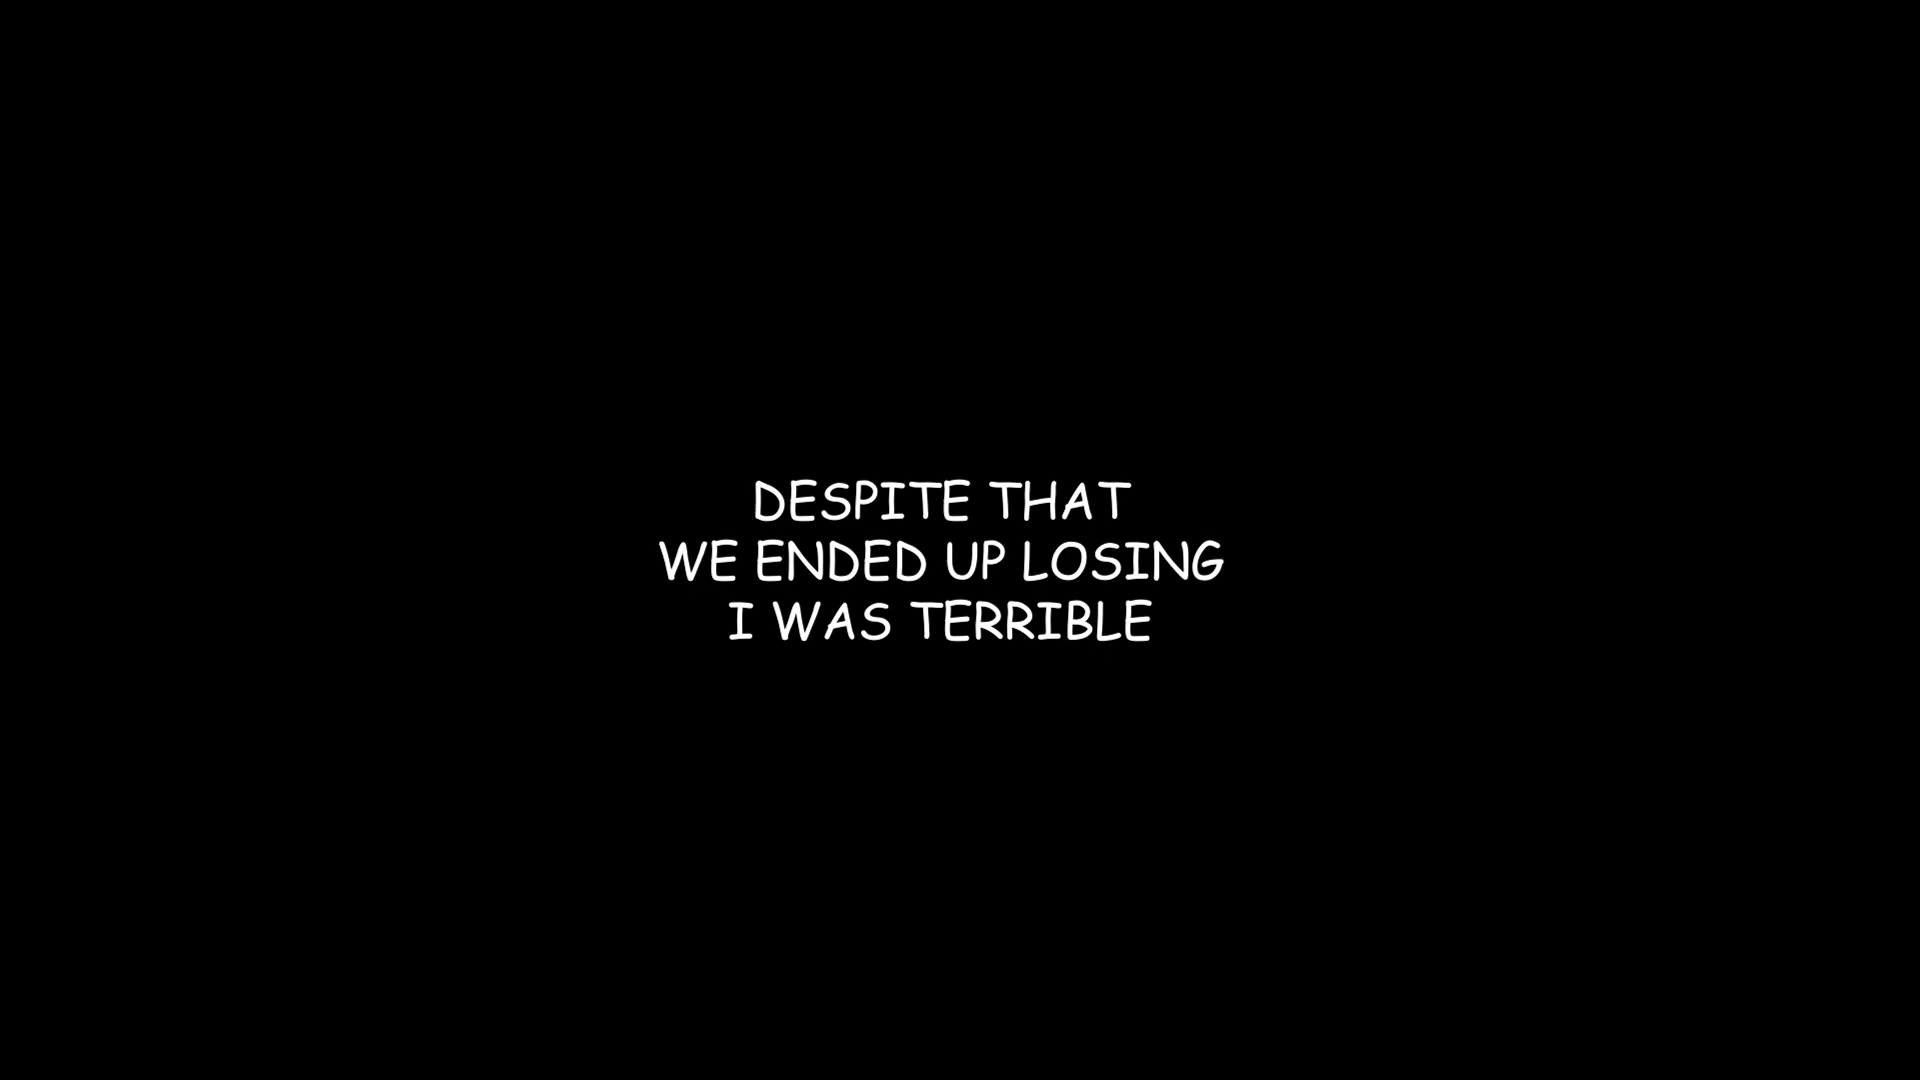 DESPITE THAT
WE ENDED UP LOSING
I WAS TERRIBLE